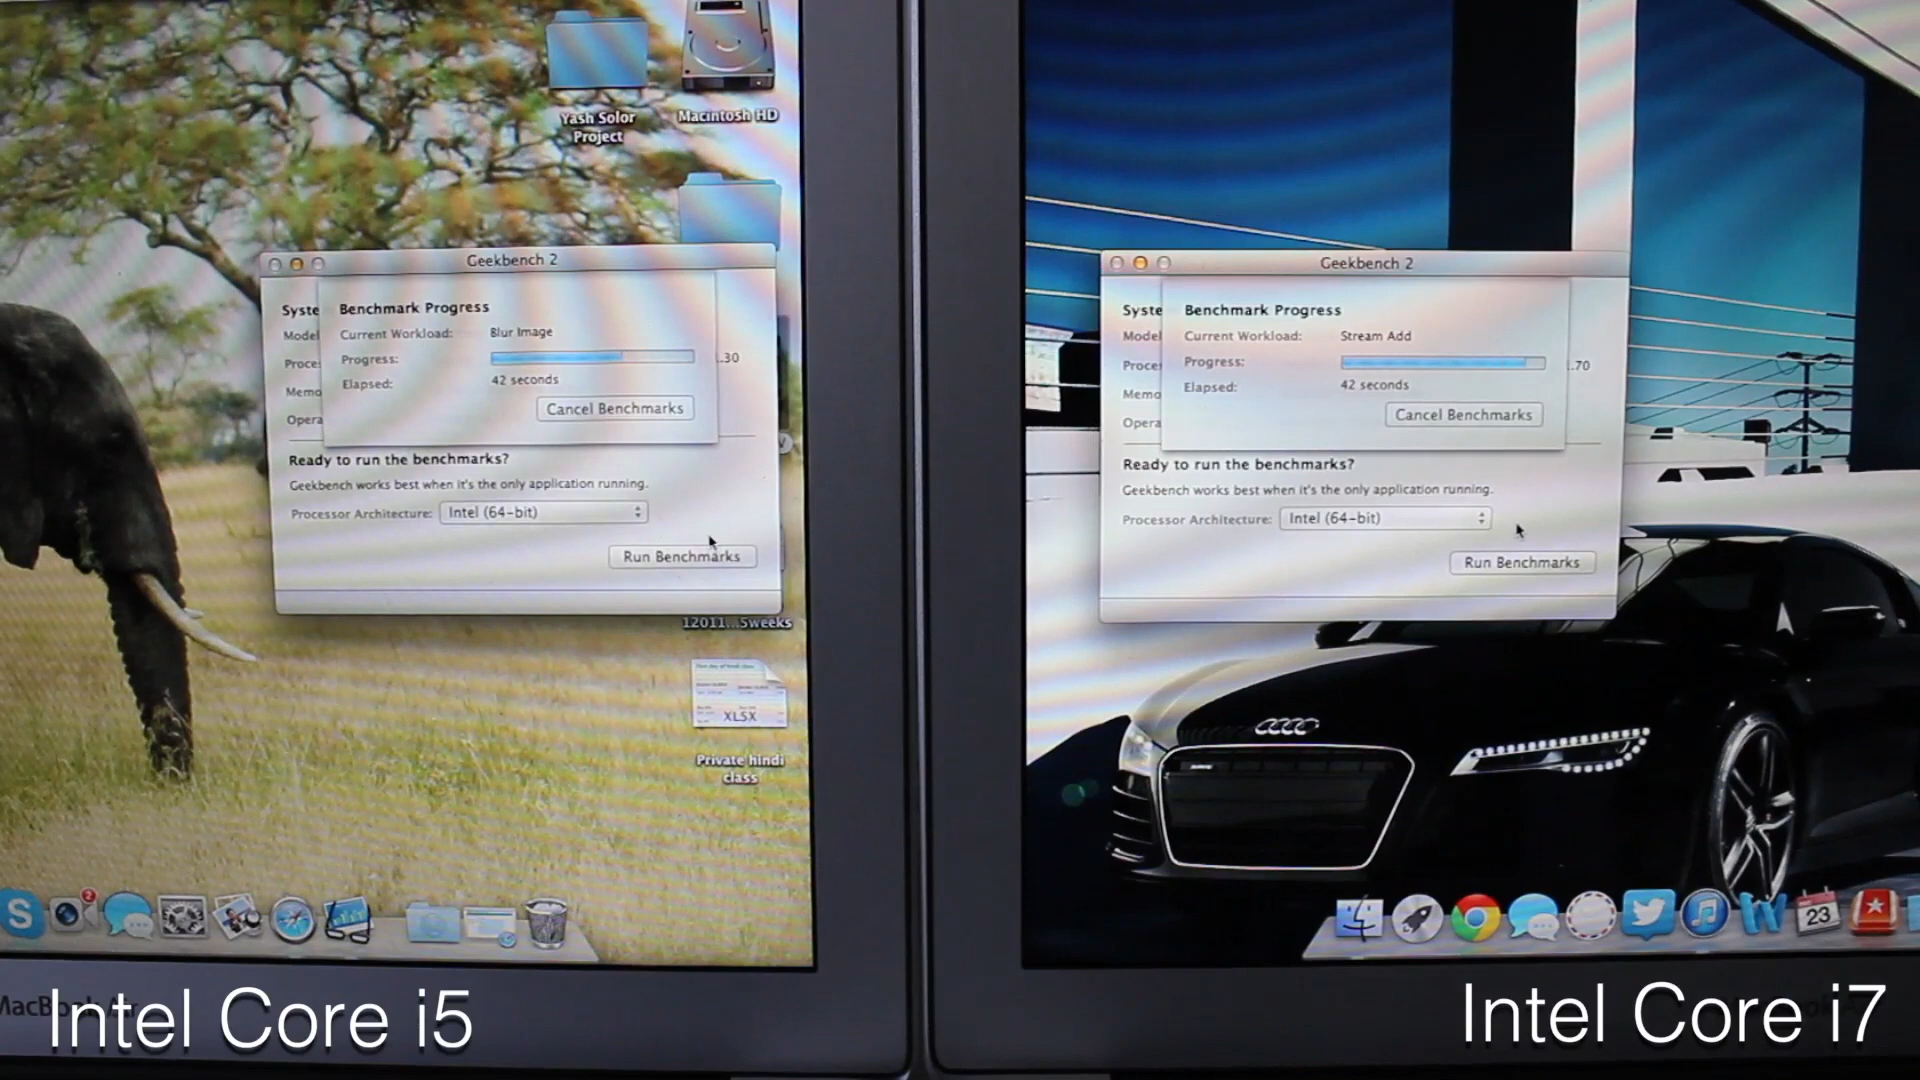 Yash Solor
Project
Macintosh HD
Geekbench 2
Syste
Benchmark Progress
Model
Current Workload:
Blur Image
Proce
Progress:
.30
Memo
Elapsed:
42 seconds
Opera
Cancel Benchmarks
Ready to run the benchmarks?
Geekbench works best when it's the only application running.
Processor Architecture:
Intel (64-bit)
Run Benchmarks
12011...5weeks
XLSX
Private hindi
class
2
MacBook Air
Intel Core i5
Geekbench 2
Syste
Benchmark Progress
Model
Current Workload:
Stream Add
Proce
Progress:
.70
Memo
Elapsed:
42 seconds
Opera
Cancel Benchmarks
Ready to run the benchmarks?
Geekbench works best when it's the only application running.
Processor Architecture:
Intel (64-bit)
Run Benchmarks
23
Intel Core i7